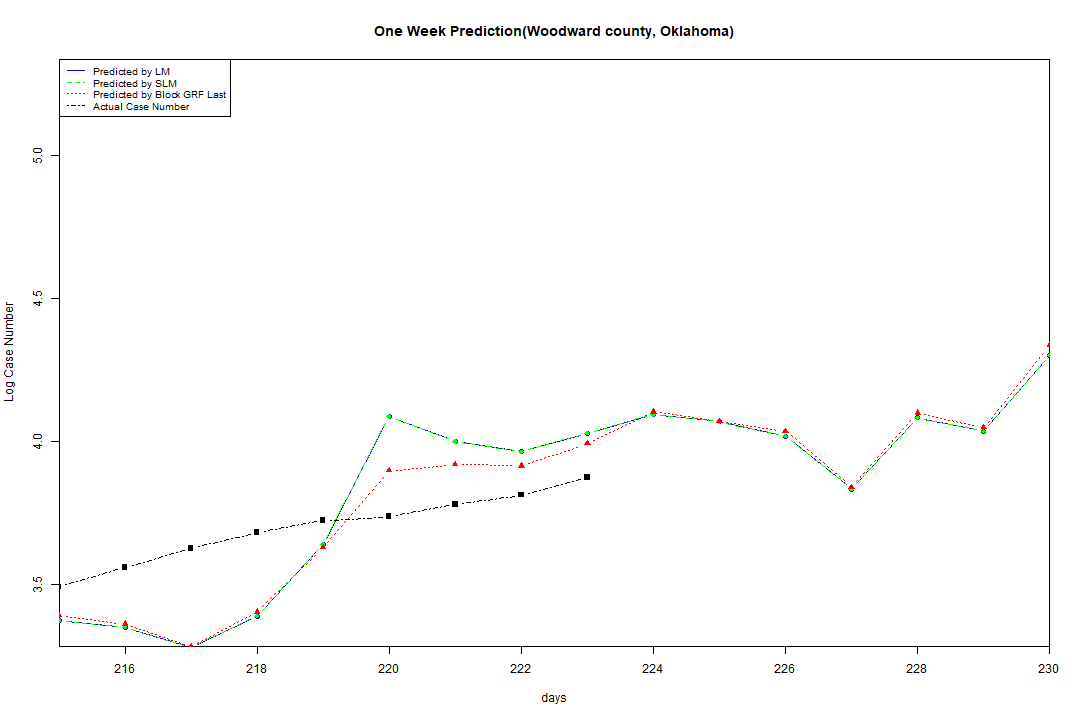 One Week Prediction(Woodward county, Oklahoma)
Predicted by LM
Predicted by SLM
Predicted by Block GRF Last
Actual Case Number
5.0
4.5
4.0
3.5
Log Case Number
216 218 220 222 224 226 228 230
days